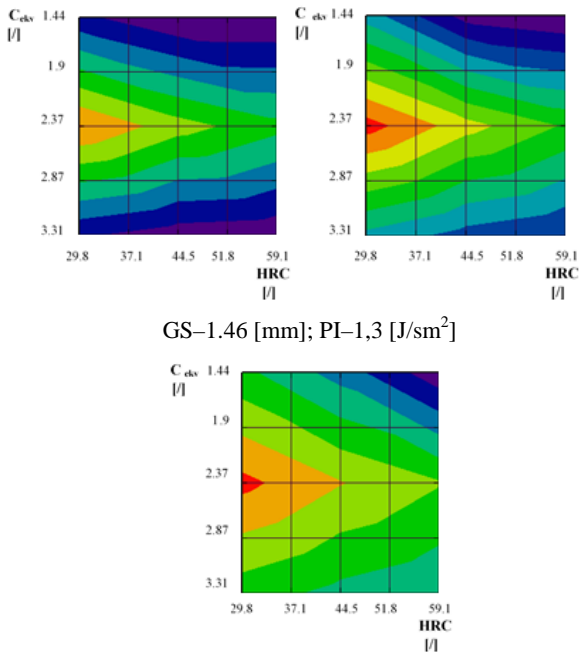 C ekv 1.44
[/]
1.9
2.37
2.87
3.31
29.8 37.1 44.5 51.8 59.1
HRC
[/]
C ekv 1.44
[/]
1.9
2.37
2.87
3.31
29.8 37.1 44.5 51.8 59.1
HRC
[/]
GS–1.46 [mm]; PI–1,3 [J/sm²]
C ekv 1.44
[/]
1.9
2.37
2.87
3.31
29.8 37.1 44.5 51.8 59.1
HRC
[/]